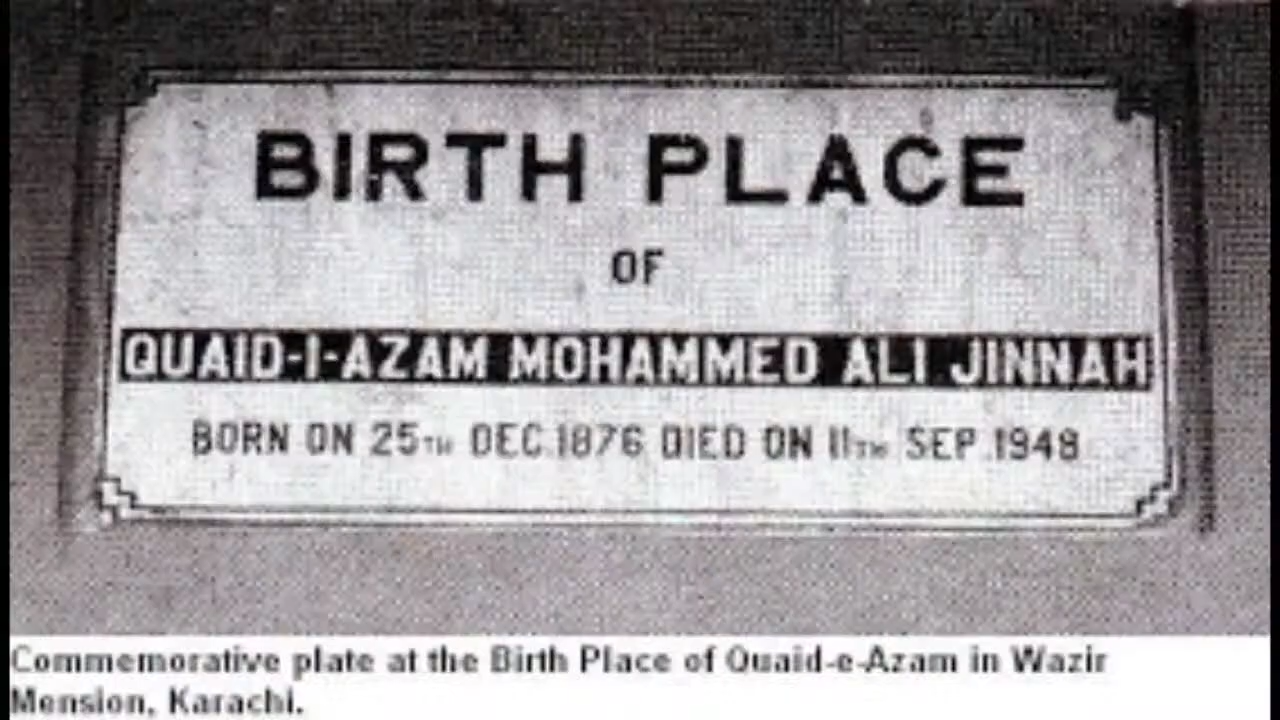 BIRTH PLACE
OF
QUAID-I-AZAM MOHAMMED ALI JINNAH
BORN ON 25TH DEC.1876 DIED ON 11TH SEP.1948
Commemorative plate at the Birth Place of Quaid-e-Azam in Wazir
Mension, Karachi.